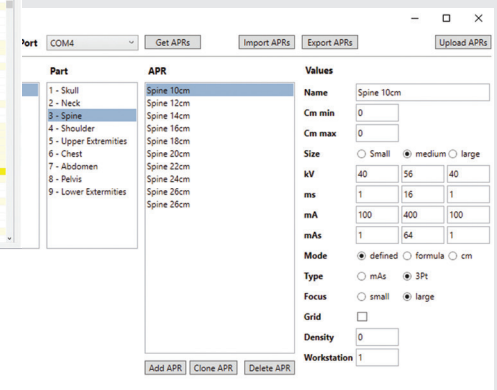 Port COM4 Get APRs Import APRs Export APRs Upload APRs
Part APR Values
1 - Skull
2 - Neck
3 - Spine
4 - Shoulder
5 - Upper Extremities
6 - Chest
7 - Abdomen
8 - Pelvis
9 - Lower Extermities
Spine 10cm
Spine 12cm
Spine 14cm
Spine 16cm
Spine 18cm
Spine 20cm
Spine 22cm
Spine 24cm
Spine 26cm
Spine 26cm
Name Spine 10cm
Cm min 0
Cm max 0
Size Small medium large
kV 40 56 40
ms 1 16 1
mA 100 400 100
mAs 1 64 1
Mode defined formula cm
Type mAs 3Pt
Focus small large
Grid
Density 0
Workstation 1
Add APR Clone APR Delete APR